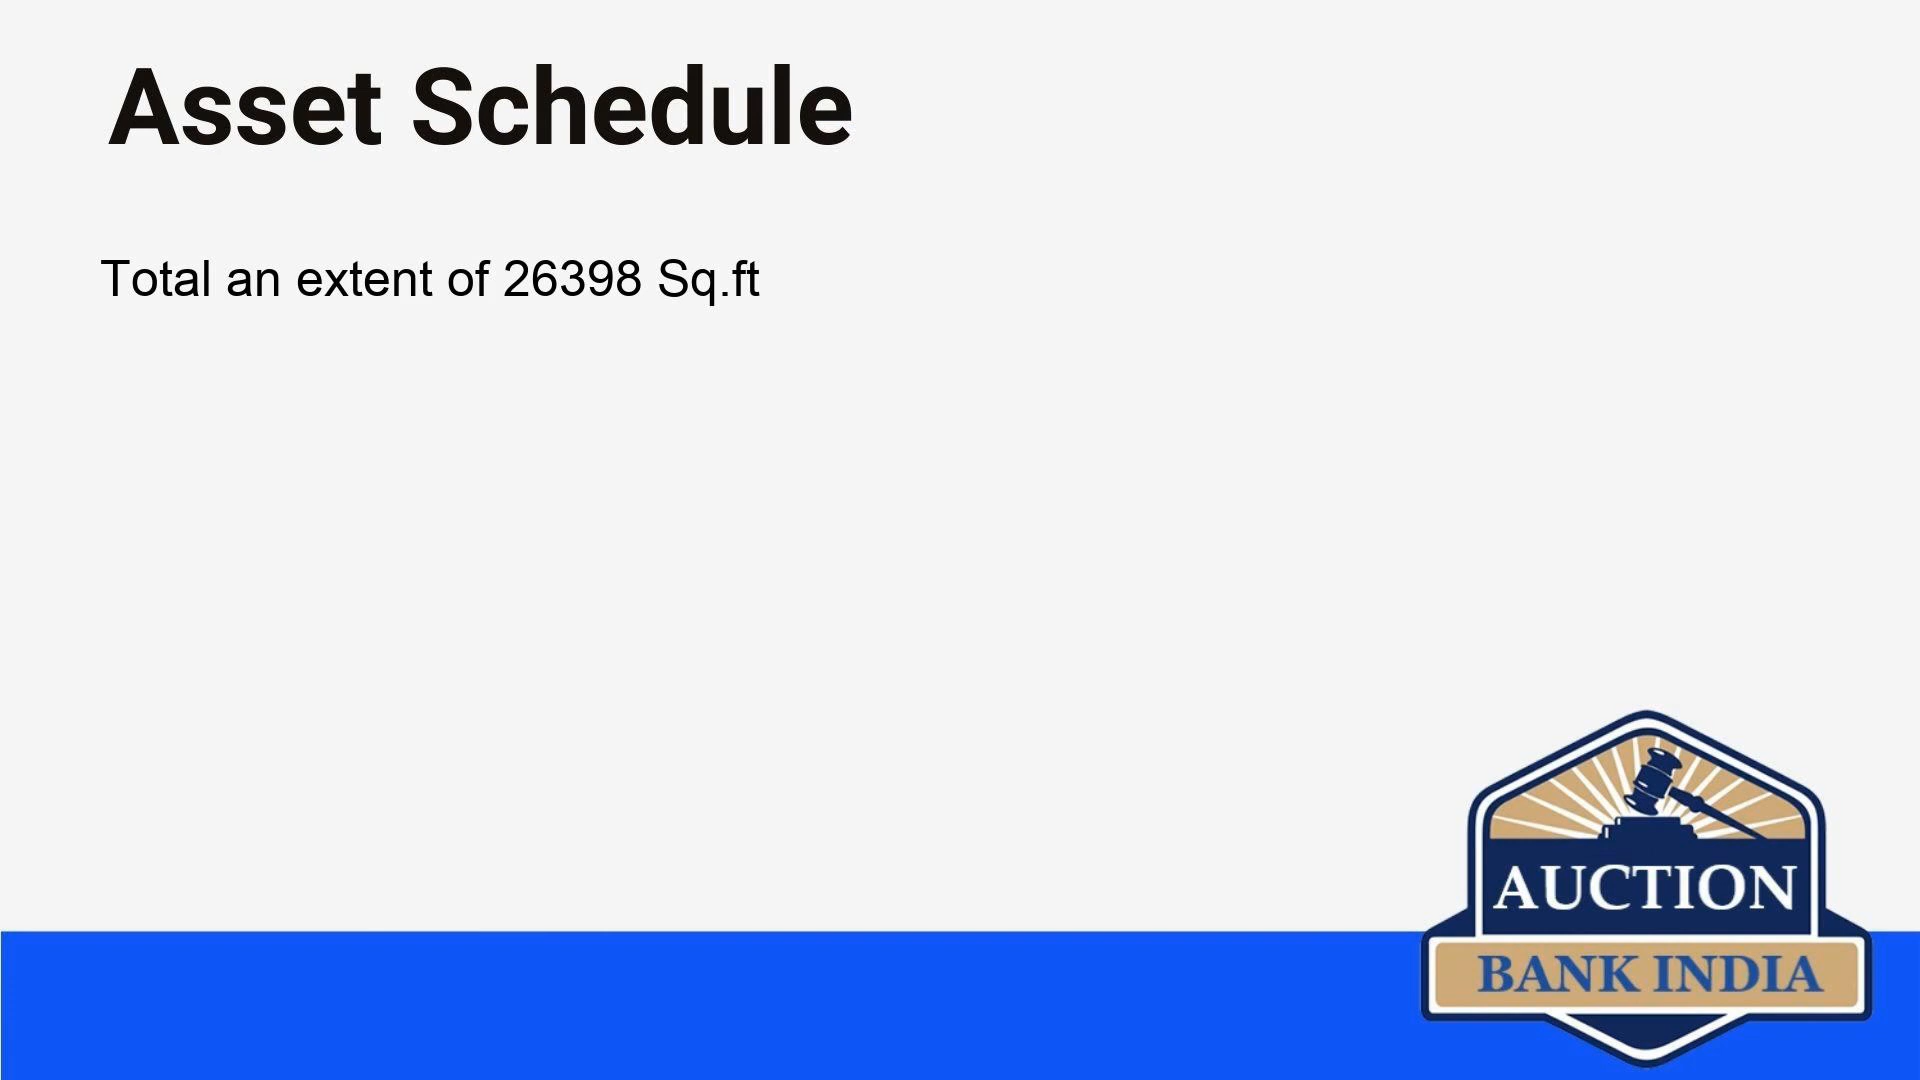 Asset Schedule
Total an extent of 26398 Sq.ft
AUCTION
BANK INDIA